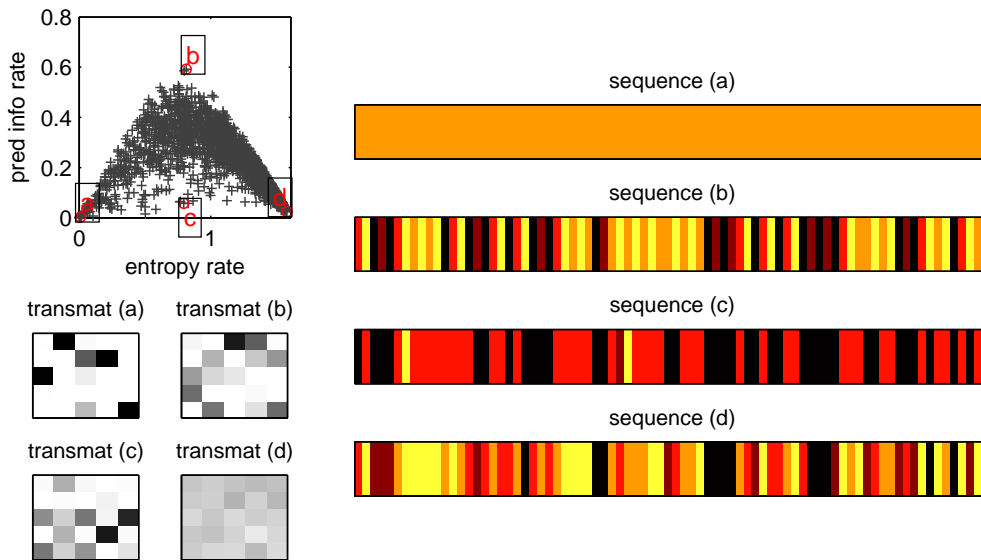 0.8
0.6
0.4
0.2
0
0
1
pred info rate
entropy rate
a
b
c
d
transmat (a)
transmat (b)
transmat (c)
transmat (d)
sequence (a)
sequence (b)
sequence (c)
sequence (d)